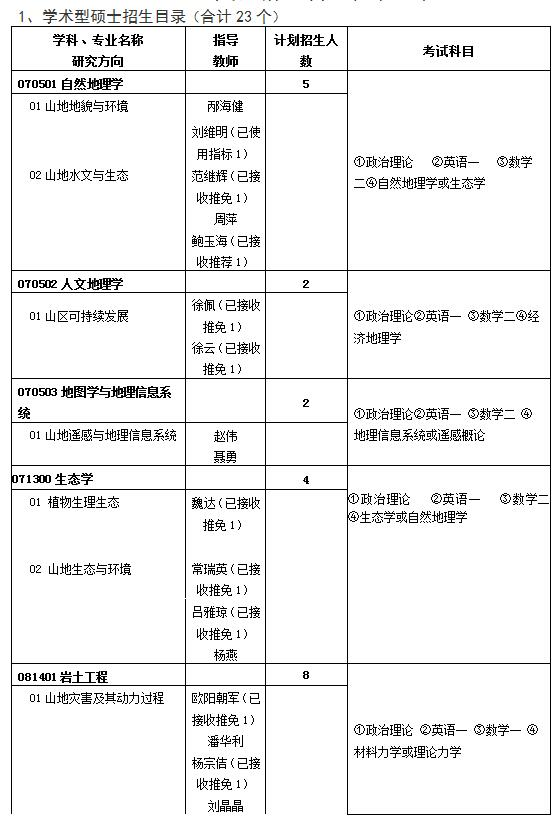 1、学术型硕士招生目录（合计 23 个）
学科、专业名称
研究方向
指导
教师
计划招生人
数
考试科目
070501 自然地理学
5
01 山地地貌与环境
邴海健
刘维明（已使
用指标 1）
02 山地水文与生态
范继辉（已接
收推免 1）
周萍
鲍玉海（已接
收推荐 1）
①政治理论 ②英语一 ③数学
二④自然地理学或生态学
070502 人文地理学
2
01 山区可持续发展
徐佩（已接收
推免 1）
徐云（已接收
推免 1）
①政治理论②英语一 ③数学二④经
济地理学
070503 地图学与地理信息系
统
2
01 山地遥感与地理信息系统
赵伟
聂勇
①政治理论②英语一 ③数学二 ④
地理信息系统或遥感概论
071300 生态学
4
01 植物生理生态
魏达（已接收
推免 1）
02 山地生态与环境
常瑞英（已接
收推免 1）
吕雅琼（已接
收推免 1）
杨燕
①政治理论 ②英语一 ③数学二
④生态学或自然地理学
081401 岩土工程
8
01 山地灾害及其动力过程
欧阳朝军（已
接收推免 1）
潘华利
杨宗佶（已接
收推免 1）
刘晶晶
①政治理论 ②英语一 ③数学一 ④
材料力学或理论力学